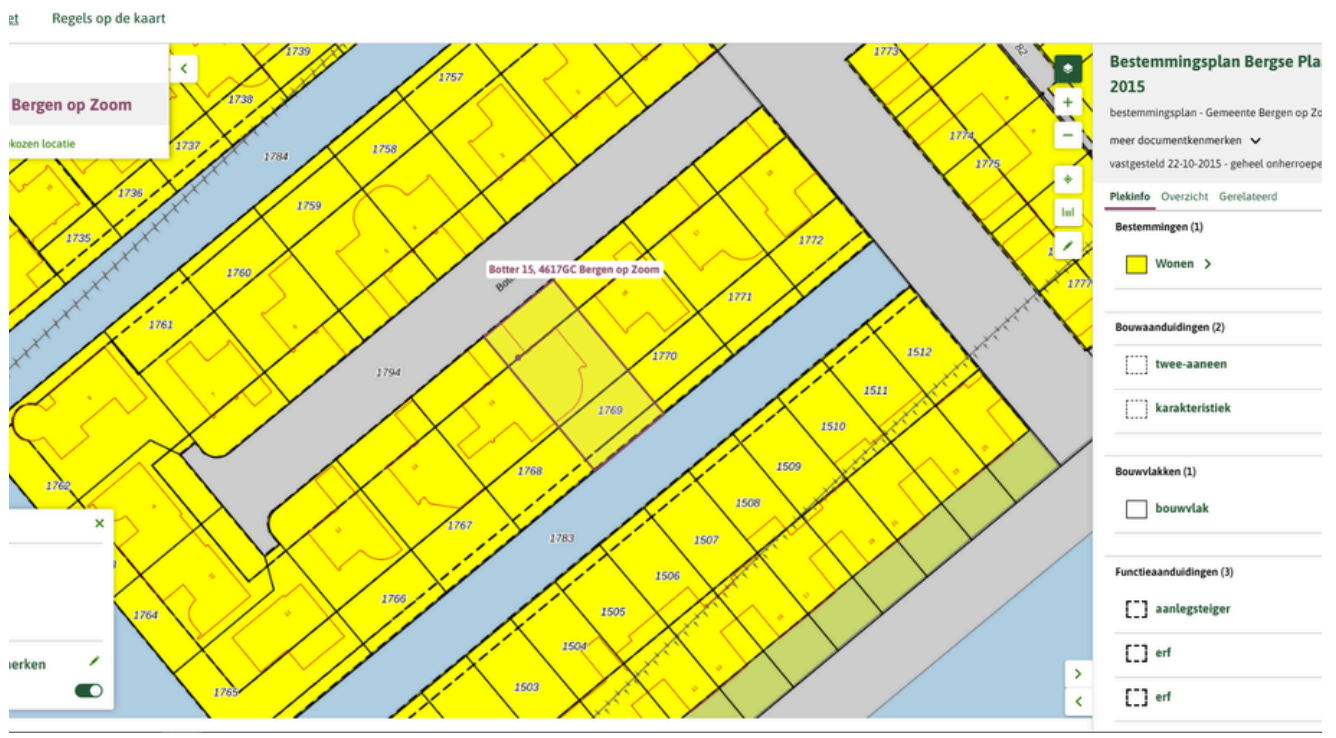 et Regels op de kaart
Bergen op Zoom
kozen locatie
erken
Botter 15, 4617GC Bergen op Zoom
1739
1738
1737
1736
1735
1784
1757
1758
1759
1760
1761
1762
1764
1765
1766
1767
1768
1769
1770
1771
1772
1773
1774
1775
1777
82
1794
1783
1512
1511
1510
1509
1508
1507
1506
1505
1504
1503
Bestemmingsplan Bergse Pla
2015
bestemmingsplan - Gemeente Bergen op Zo
meer documentkenmerken
vastgesteld 22-10-2015 - geheel onherroepe
Plekinfo Overzicht Gerelateerd
Bestemmingen (1)
Wonen
Bouwaanduidingen (2)
twee-aaneen
karakteristiek
Bouwvlakken (1)
bouwvlak
Functieaanduidingen (3)
aanlegsteiger
erf
erf